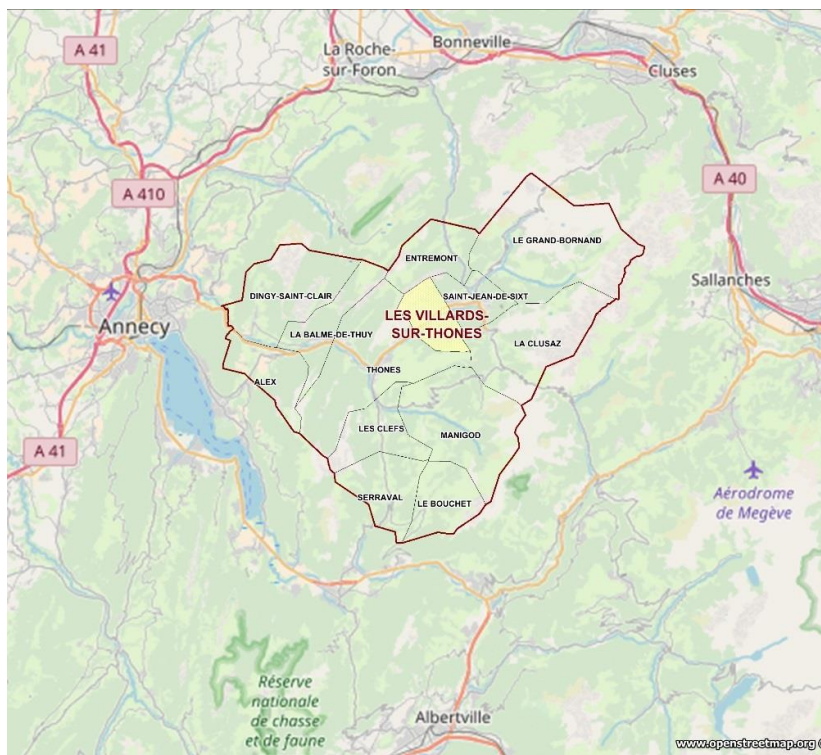 A 41
La Roche-
sur-Foron
Bonneville
Cluses
A 410
A 40
LE GRAND-BORNAND
ENTREMONT
Sallanches
DINGY-SAINT-CLAIR
SAINT-JEAN-DE-SIXT
LES VILLARDS-
SUR-THONES
Annecy
LA BALME-DE-THUY
LA CLUSAZ
THONES
ALEX
LES CLEFS
MANIGOD
A 41
SERRAVAL
LE BOUCHET
Aérodrome
de Megève
Réserve
nationale
de chasse
et de faune
Albertville
www.openstreetmap.org